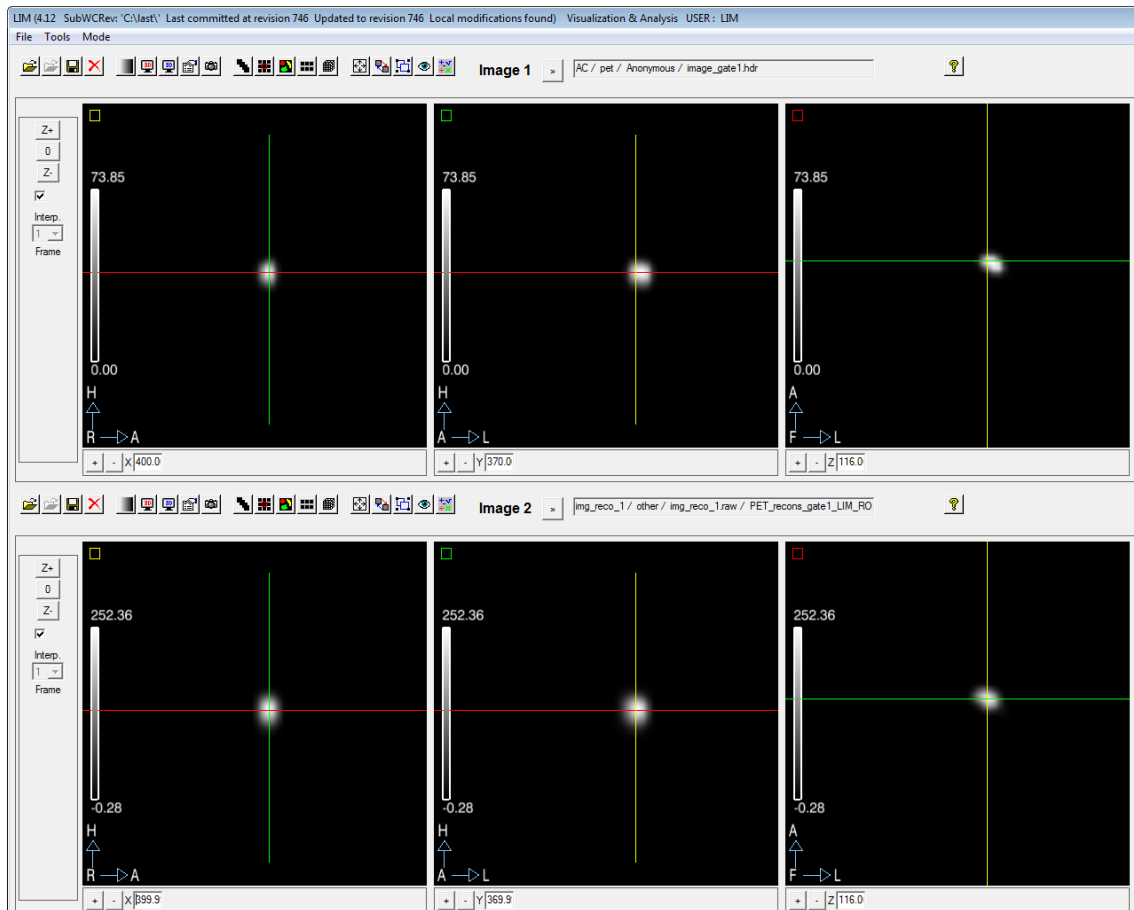 LIM (4.12 SubWCRev: 'C:\last\' Last committed at revision 746 Updated to revision 746 Local modifications found) Visualization & Analysis USER : LIM
File Tools Mode
Image 1 » AC / pet / Anonymous / image_gate1.hdr
Z+
0
Z-
Interp.
1
Frame
73.85
0.00
H
R A
73.85
0.00
H
A L
73.85
0.00
A
F L
+ - X 400.0
+ - Y 370.0
+ - Z 116.0
Image 2 » img_reco_1 / other / img_reco_1.raw / PET_recons_gate1_LIM_RO
Z+
0
Z-
Interp.
1
Frame
252.36
-0.28
H
R A
252.36
-0.28
H
A L
252.36
-0.28
A
F L
+ - X 399.9
+ - Y 369.9
+ - Z 116.0